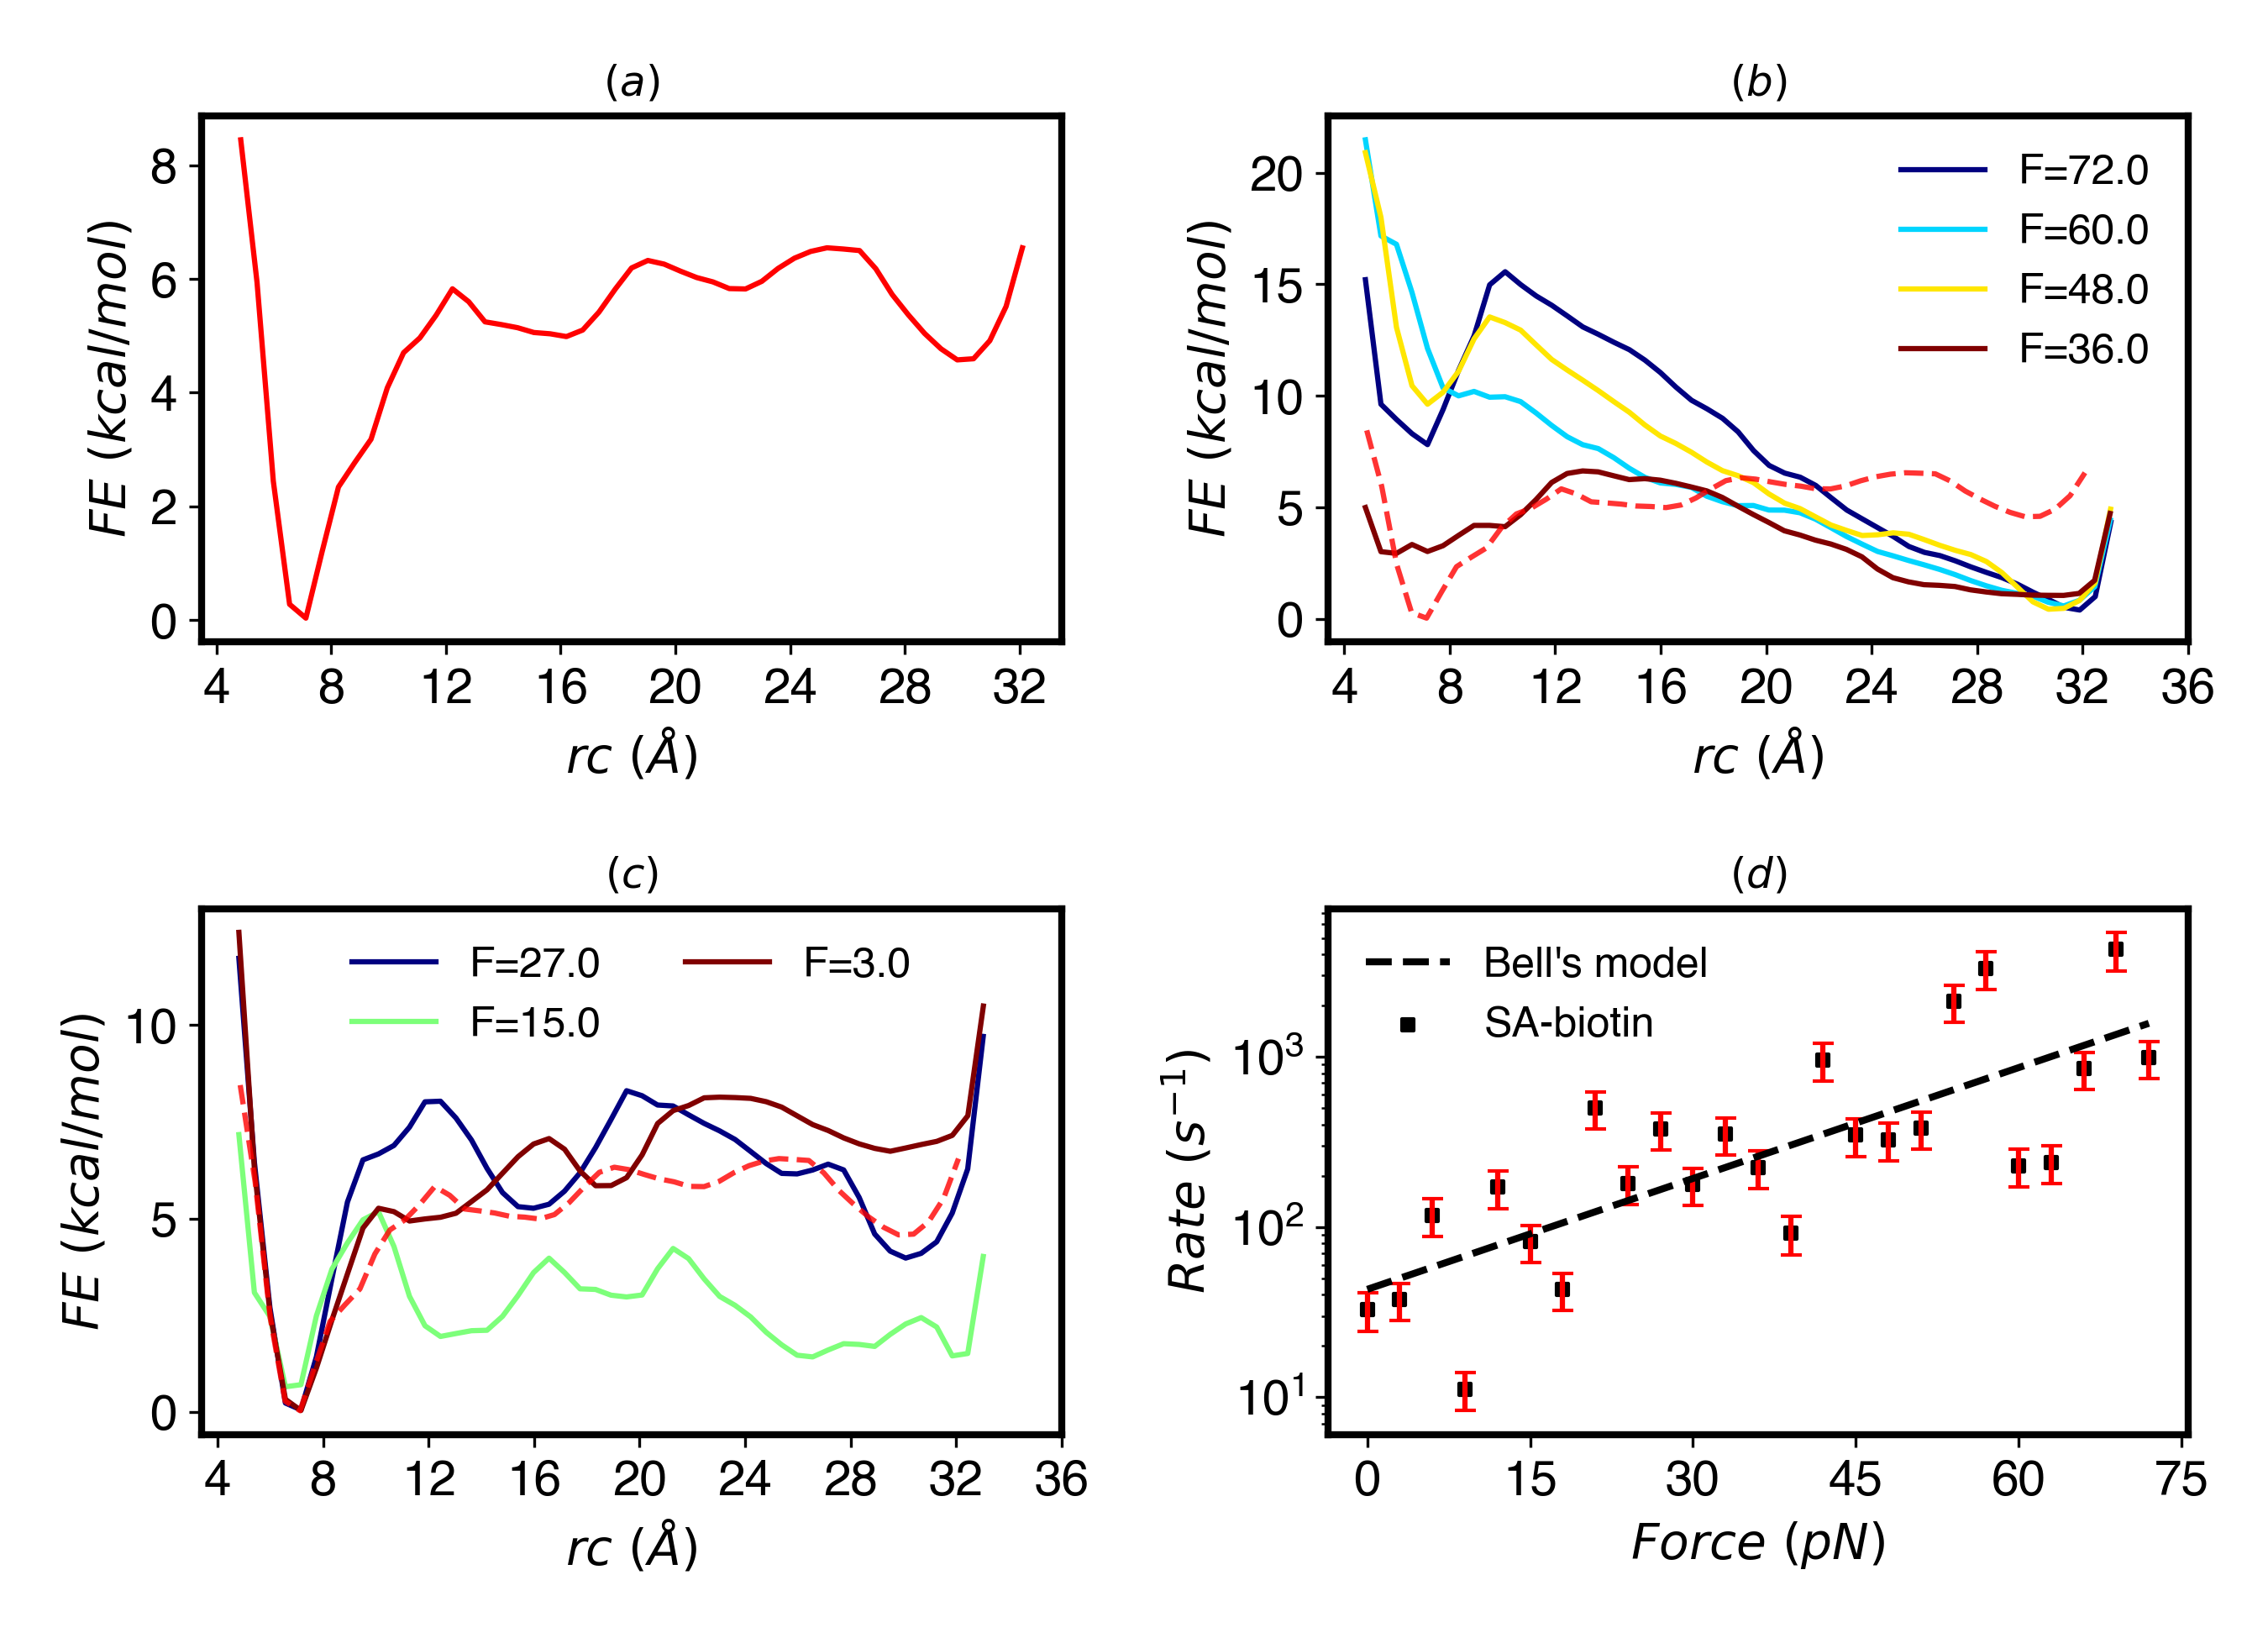 (a)
8
6
4
2
0
FE (kcal/mol)
4 8 12 16 20 24 28 32
rc (Å)
(b)
20
15
10
5
0
FE (kcal/mol)
F=72.0
F=60.0
F=48.0
F=36.0
4 8 12 16 20 24 28 32 36
rc (Å)
(c)
10
5
0
FE (kcal/mol)
F=27.0 F=3.0
F=15.0
4 8 12 16 20 24 28 32 36
rc (Å)
(d)
10³
10²
10¹
Rate (s⁻¹)
Bell's model
SA-biotin
0 15 30 45 60 75
Force (pN)